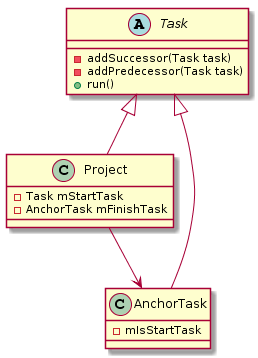 A Task
addSuccessor(Task task)
addPredecessor(Task task)
run()
C Project
Task mStartTask
AnchorTask mFinishTask
C AnchorTask
mIsStartTask